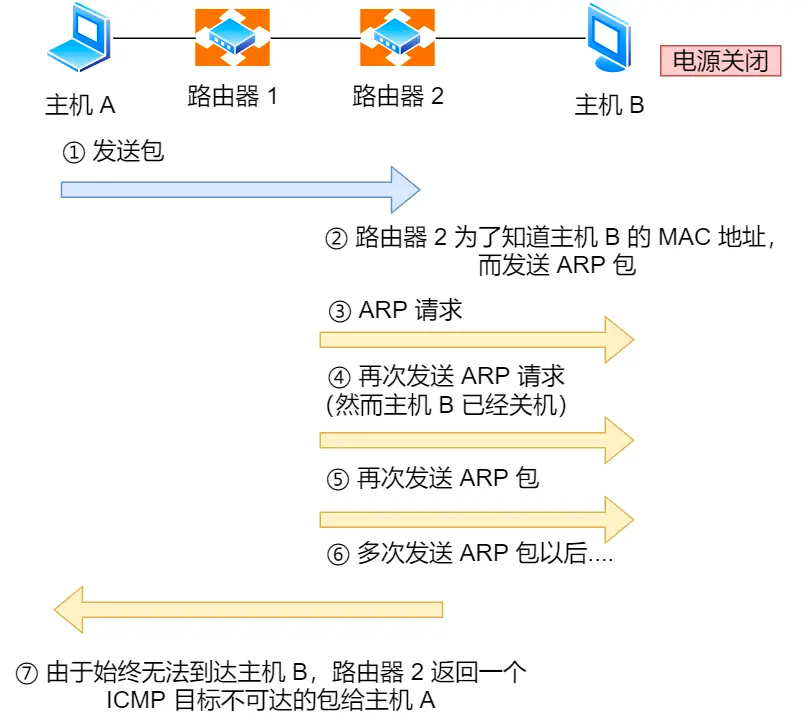 电源关闭
主机 A
路由器 1
路由器 2
主机 B
① 发送包
② 路由器 2 为了知道主机 B 的 MAC 地址，
而发送 ARP 包
③ ARP 请求
④ 再次发送 ARP 请求
（然而主机 B 已经关机）
⑤ 再次发送 ARP 包
⑥ 多次发送 ARP 包以后....
⑦ 由于始终无法到达主机 B，路由器 2 返回一个
ICMP 目标不可达的包给主机 A